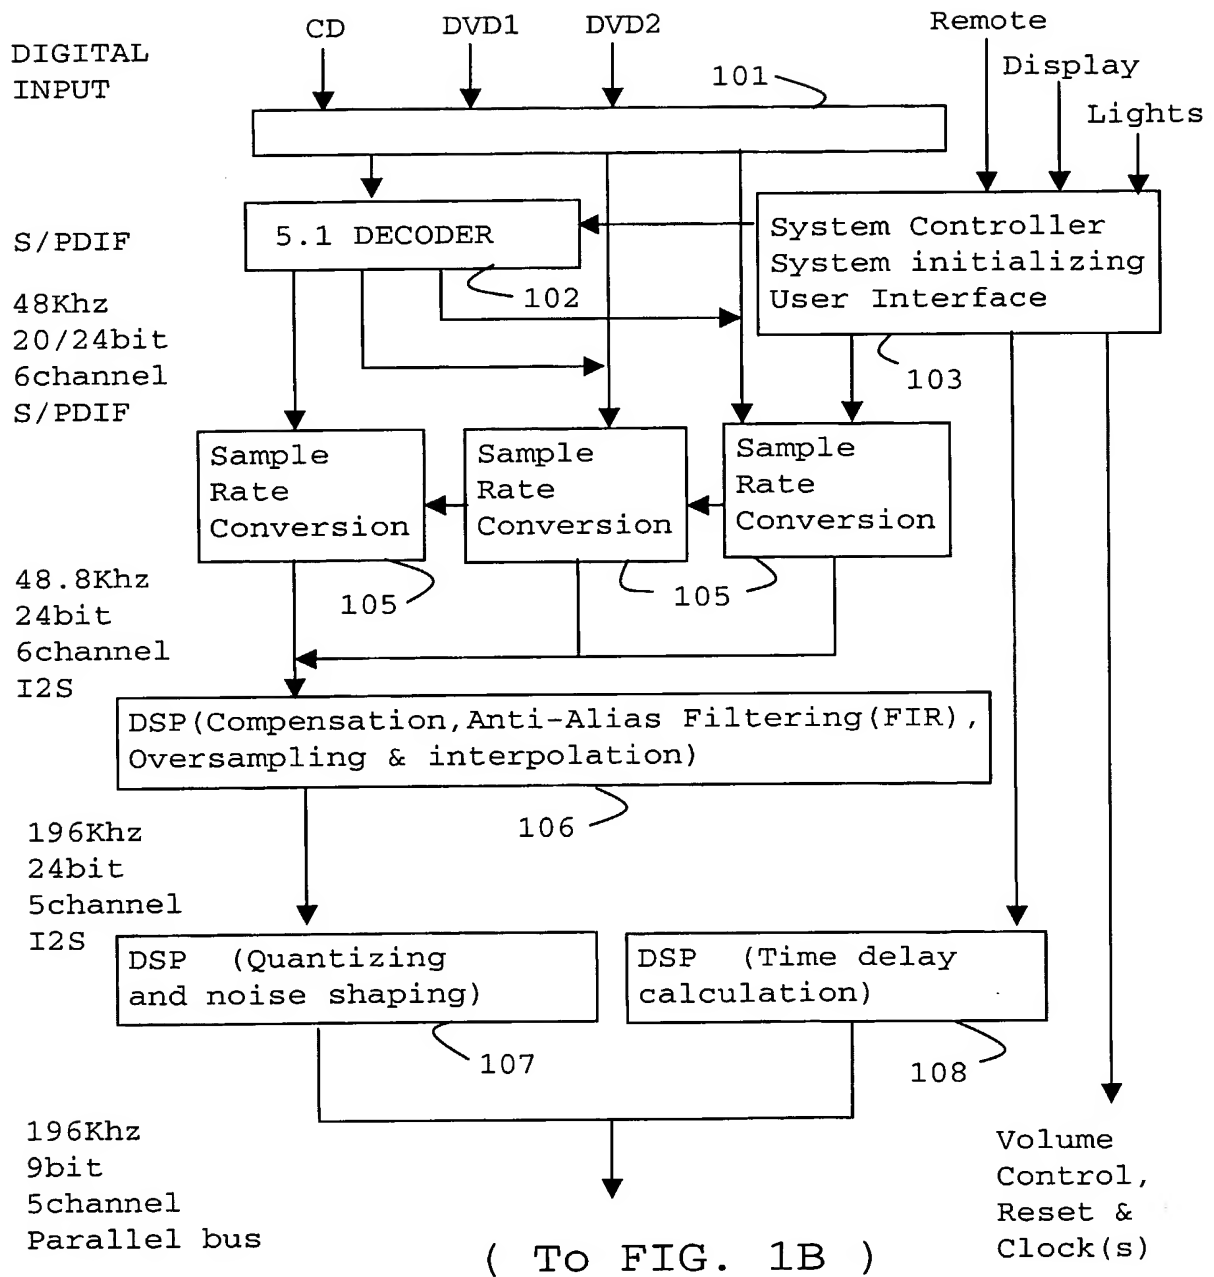 CD
DVD1
DVD2
Remote
DIGITAL
INPUT
101
Display
Lights
S/PDIF
5.1 DECODER
System Controller
System initializing
User Interface
102
103
48Khz
20/24bit
6channel
S/PDIF
Sample
Rate
Conversion
Sample
Rate
Conversion
Sample
Rate
Conversion
105
105
48.8Khz
24bit
6channel
I2S
DSP(Compensation,Anti-Alias Filtering(FIR),
Oversampling & interpolation)
106
196Khz
24bit
5channel
I2S
DSP (Quantizing
and noise shaping)
DSP (Time delay
calculation)
107
108
196Khz
9bit
5channel
Parallel bus
Volume
Control,
Reset &
Clock(s)
( To FIG. 1B )